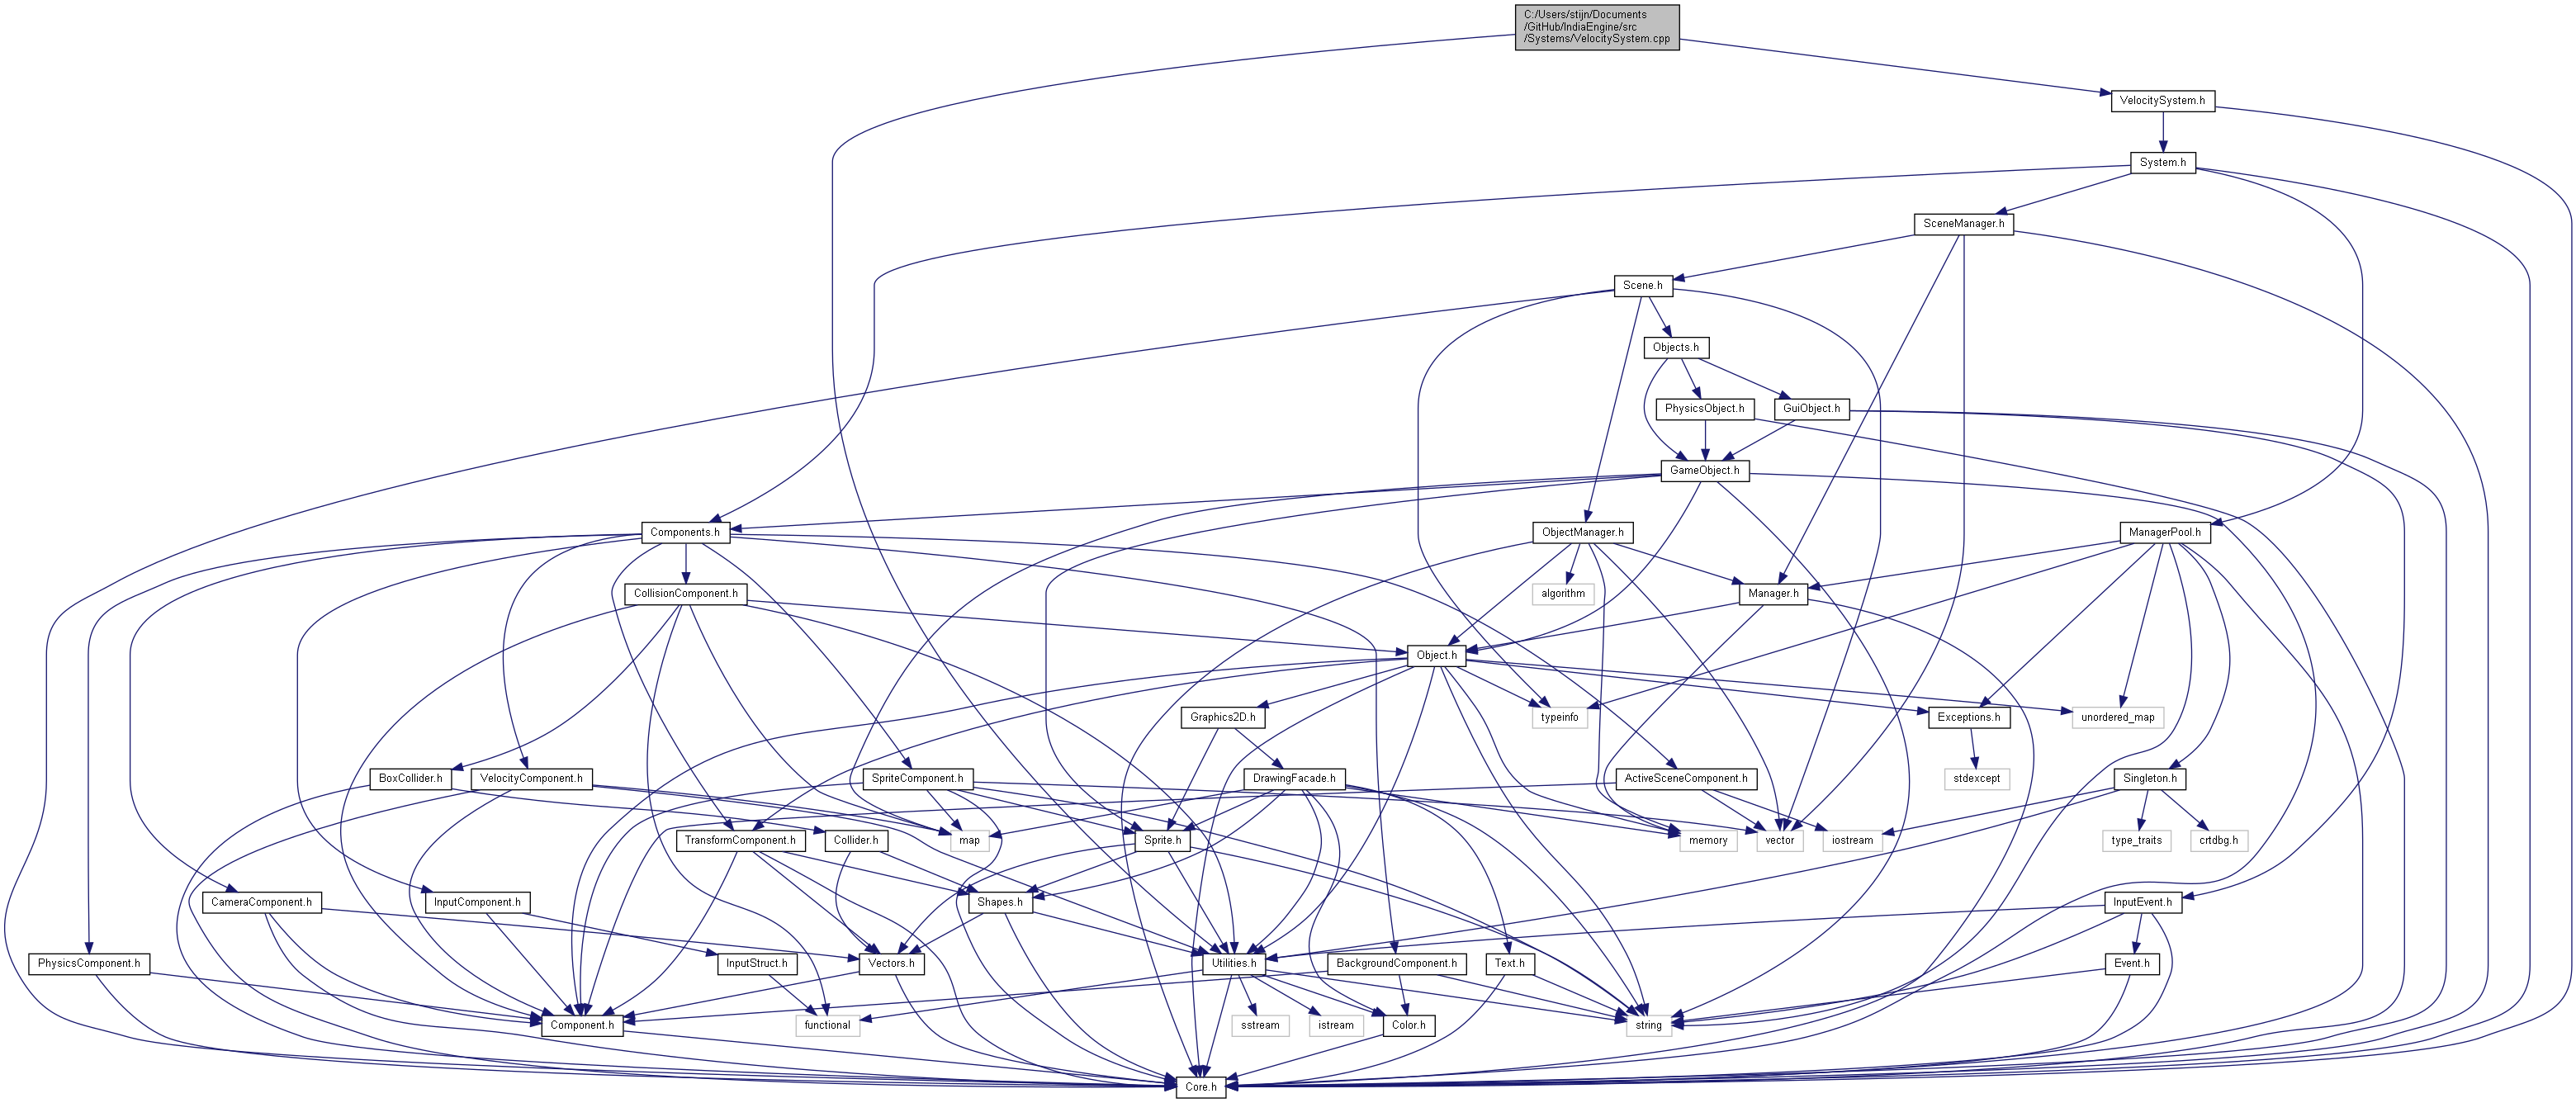 C:/Users/stijn/Documents
/GitHub/IndiaEngine/src
/Systems/VelocitySystem.cpp
VelocitySystem.h
System.h
SceneManager.h
Scene.h
Objects.h
PhysicsObject.h
GuiObject.h
GameObject.h
Components.h
ObjectManager.h
ManagerPool.h
CollisionComponent.h
algorithm
Manager.h
Object.h
Graphics2D.h
typeinfo
Exceptions.h
unordered_map
BoxCollider.h
VelocityComponent.h
SpriteComponent.h
DrawingFacade.h
ActiveSceneComponent.h
stdexcept
Singleton.h
TransformComponent.h
Collider.h
map
Sprite.h
memory
vector
iostream
type_traits
crtdbg.h
CameraComponent.h
InputComponent.h
Shapes.h
InputEvent.h
PhysicsComponent.h
InputStruct.h
Vectors.h
Utilities.h
BackgroundComponent.h
Text.h
Event.h
Component.h
functional
sstream
istream
Color.h
string
Core.h